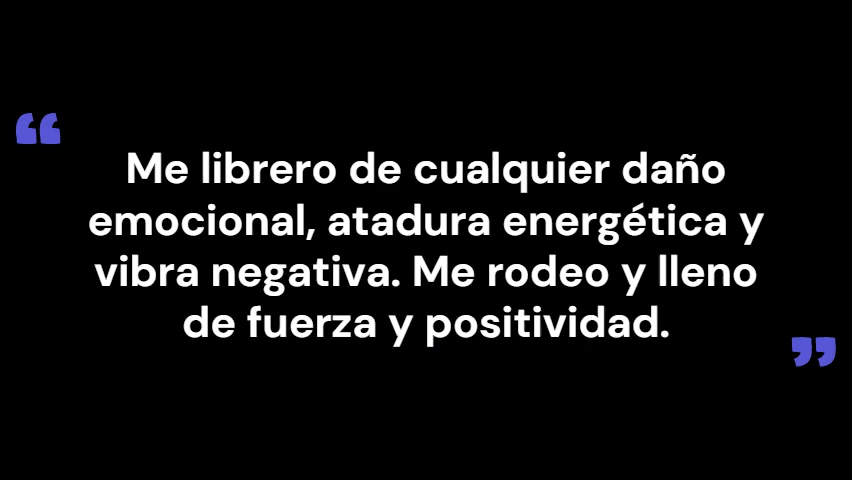 “
Me librero de cualquier daño
emocional, atadura energética y
vibra negativa. Me rodeo y lleno
de fuerza y positividad.
”